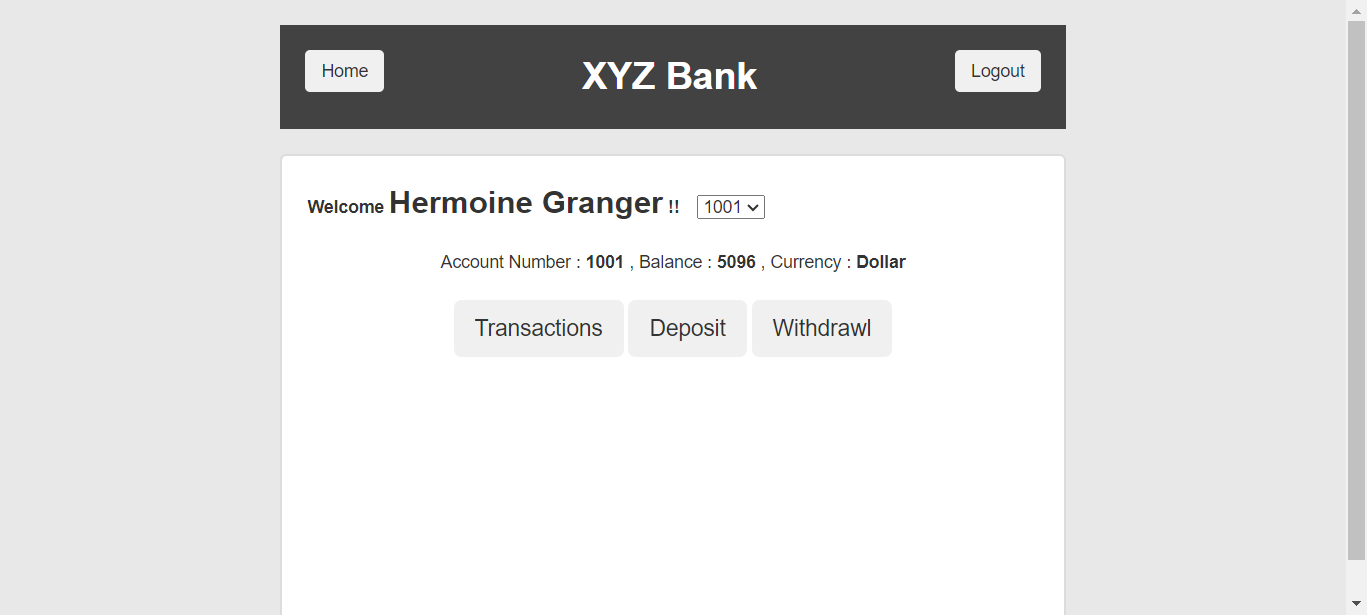 Home XYZ Bank Logout
Welcome Hermoine Granger !! 1001
Account Number : 1001 , Balance : 5096 , Currency : Dollar
Transactions Deposit Withdrawl